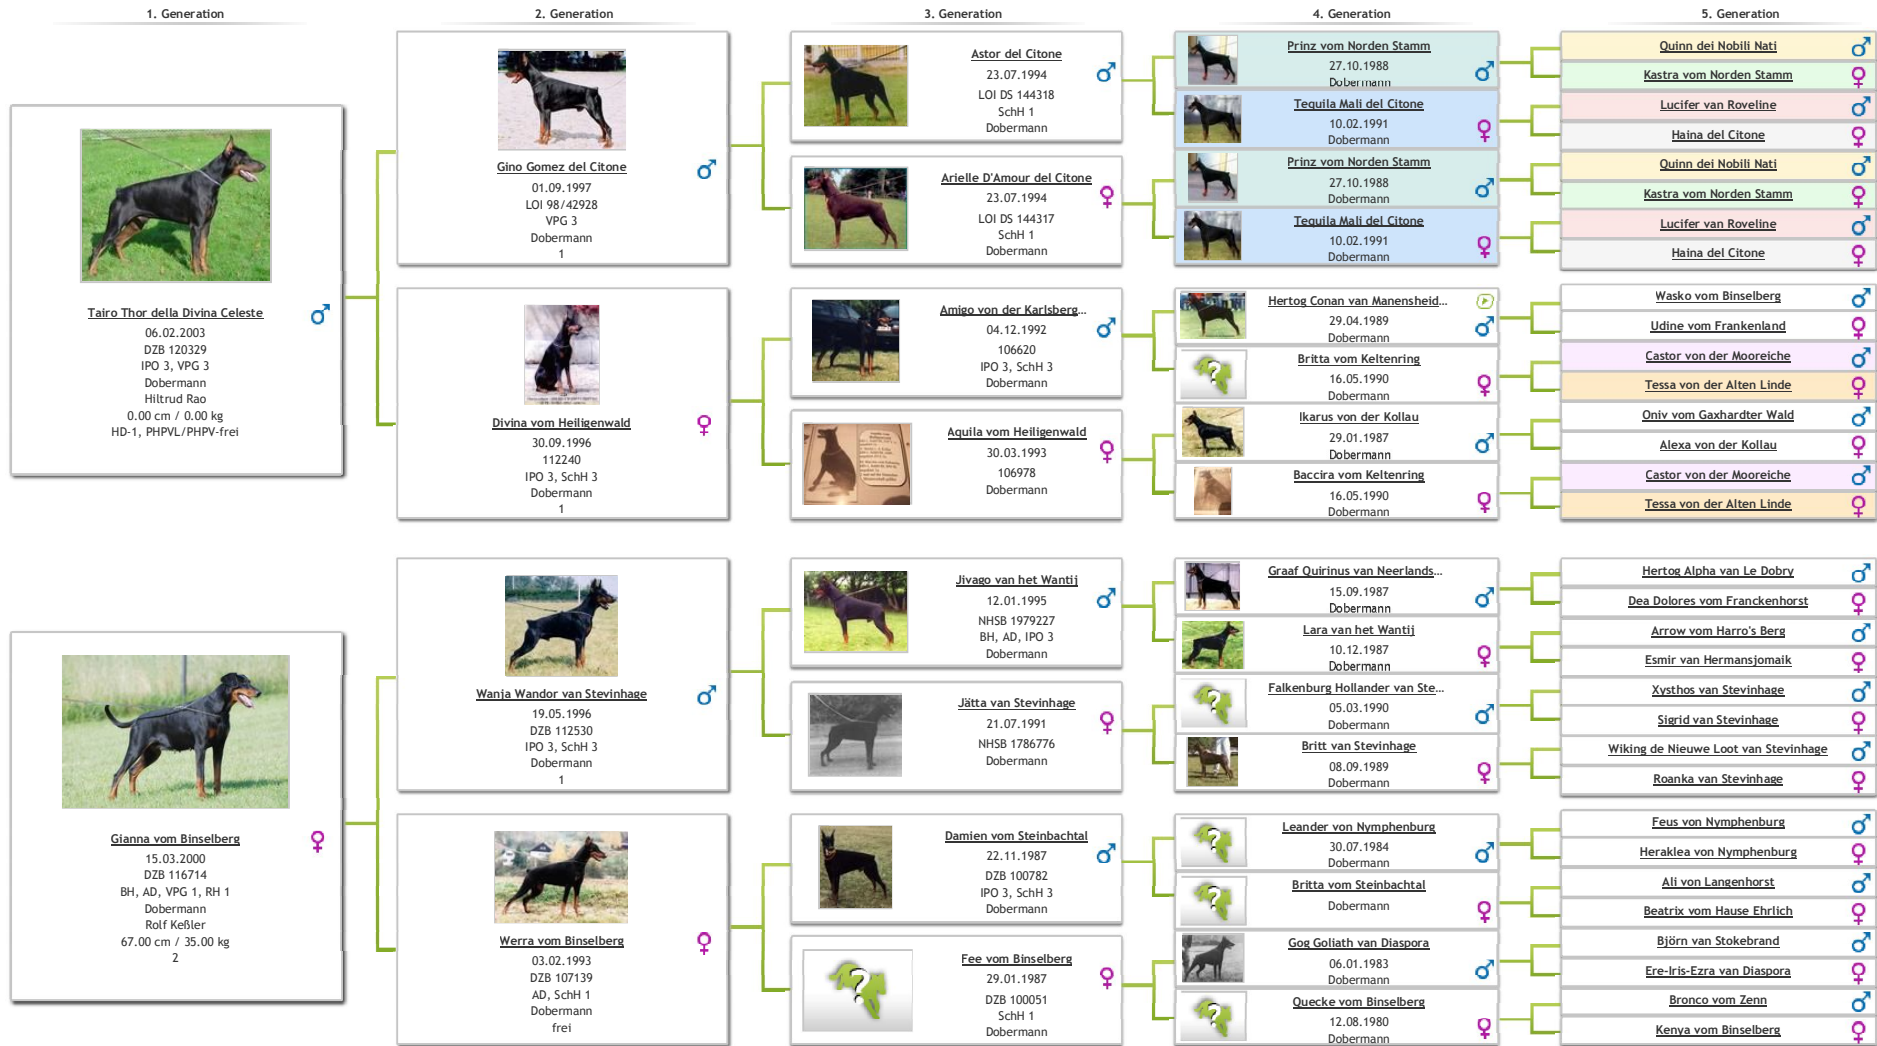 1. Generation
2. Generation
3. Generation
4. Generation
5. Generation
Tairo Thor della Divina Celeste
06.02.2003
DZB 120329
IPO 3, VPG 3
Dobermann
Hiltrud Rao
0.00 cm / 0.00 kg
HD-1, PHPVL/PHPV-frei
Gianna vom Binselberg
15.03.2000
DZB 116714
BH, AD, VPG 1, RH 1
Dobermann
Rolf Keßler
67.00 cm / 35.00 kg
2
Gino Gomez del Citone
01.09.1997
LOI 98/42928
VPG 3
Dobermann
1
Divina vom Heiligenwald
30.09.1996
112240
IPO 3, SchH 3
Dobermann
1
Wanja Wandor van Stevinhage
19.05.1996
DZB 112530
IPO 3, SchH 3
Dobermann
1
Werra vom Binselberg
03.02.1993
DZB 107139
AD, SchH 1
Dobermann
frei
Astor del Citone
23.07.1994
LOI DS 144318
SchH 1
Dobermann
Arielle D'Amour del Citone
23.07.1994
LOI DS 144317
SchH 1
Dobermann
Amigo von der Karlsberg...
04.12.1992
106620
IPO 3, SchH 3
Dobermann
Aquila vom Heiligenwald
30.03.1993
106978
Dobermann
Jivago van het Wantij
12.01.1995
NHSB 1979227
BH, AD, IPO 3
Dobermann
Jätta van Stevinhage
21.07.1991
NHSB 1786776
Dobermann
Damien vom Steinbachtal
22.11.1987
DZB 100782
IPO 3, SchH 3
Dobermann
Fee vom Binselberg
29.01.1987
DZB 100051
SchH 1
Dobermann
Prinz vom Norden Stamm
27.10.1988
Dobermann
Tequila Mali del Citone
10.02.1991
Dobermann
Prinz vom Norden Stamm
27.10.1988
Dobermann
Tequila Mali del Citone
10.02.1991
Dobermann
Hertog Conan van Manensheid...
29.04.1989
Dobermann
Britta vom Keltenring
16.05.1990
Dobermann
Ikarus von der Kollau
29.01.1987
Dobermann
Baccira vom Keltenring
16.05.1990
Dobermann
Graaf Quirinus van Neerlands...
15.09.1987
Dobermann
Lara van het Wantij
10.12.1987
Dobermann
Falkenburg Hollander van Ste...
05.03.1990
Dobermann
Britt van Stevinhage
08.09.1989
Dobermann
Leander von Nymphenburg
30.07.1984
Dobermann
Britta vom Steinbachtal
Dobermann
Gog Goliath van Diaspora
06.01.1983
Dobermann
Quecke vom Binselberg
12.08.1980
Dobermann
Quinn dei Nobili Nati
Kastra vom Norden Stamm
Lucifer van Roveline
Haina del Citone
Quinn dei Nobili Nati
Kastra vom Norden Stamm
Lucifer van Roveline
Haina del Citone
Wasko vom Binselberg
Udine vom Frankenland
Castor von der Mooreiche
Tessa von der Alten Linde
Oniv vom Gaxhardter Wald
Alexa von der Kollau
Castor von der Mooreiche
Tessa von der Alten Linde
Hertog Alpha van Le Dobry
Dea Dolores vom Franckenhorst
Arrow vom Harro's Berg
Esmir van Hermansjomaik
Xysthos van Stevinhage
Sigrid van Stevinhage
Wiking de Nieuwe Loot van Stevinhage
Roanka van Stevinhage
Feus von Nymphenburg
Heraklea von Nymphenburg
Ali von Langenhorst
Beatrix vom Hause Ehrlich
Björn van Stokebrand
Ere-Iris-Ezra van Diaspora
Bronco vom Zenn
Kenya vom Binselberg